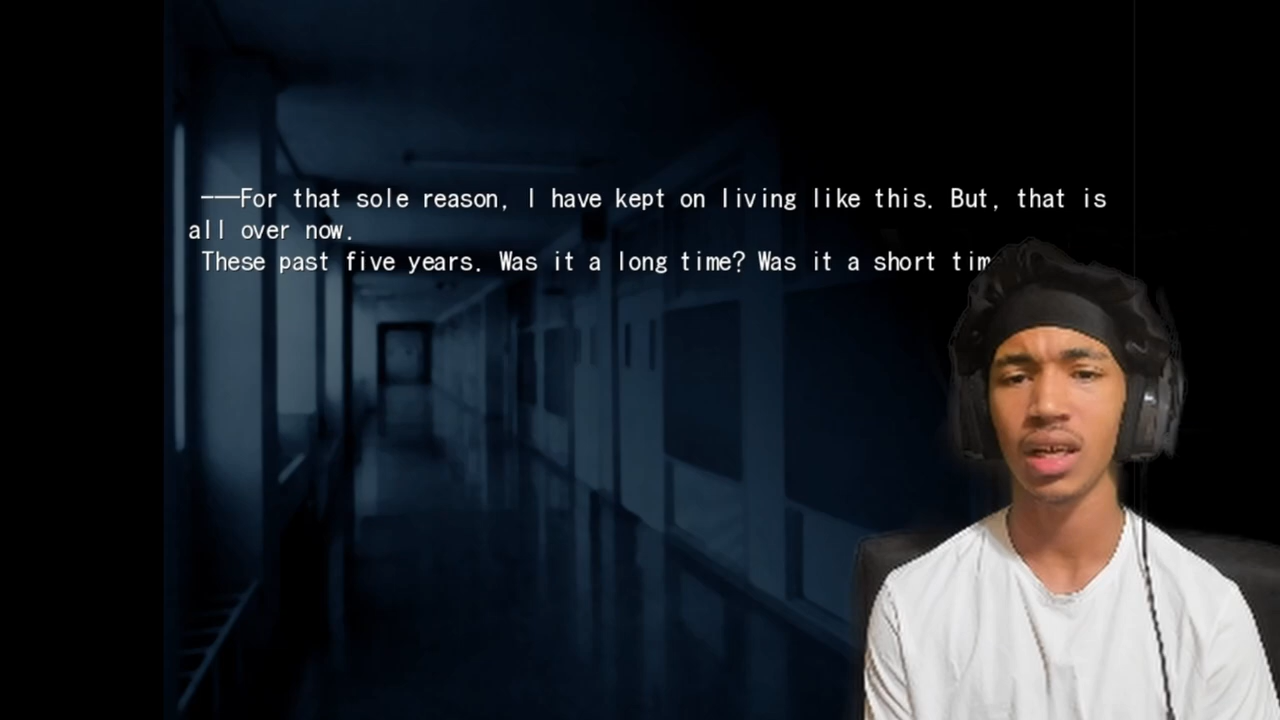 ——For that sole reason, I have kept on living like this. But, that is
all over now.
These past five years. Was it a long time? Was it a short